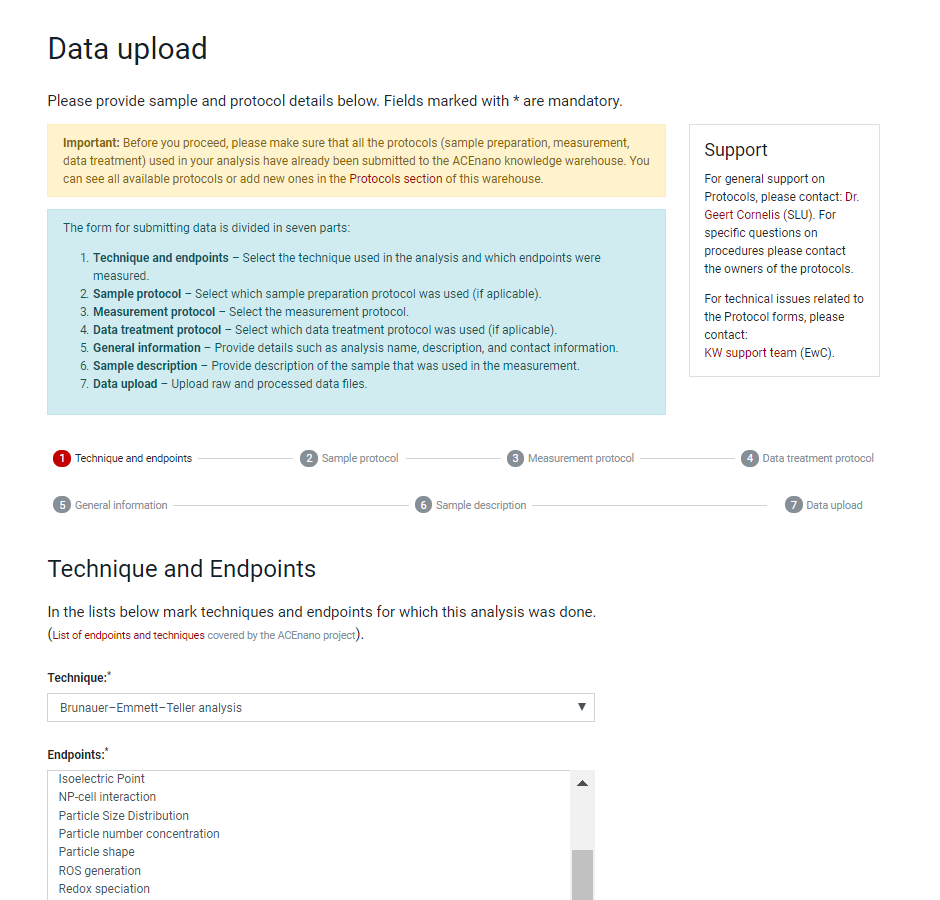 Data upload
Please provide sample and protocol details below. Fields marked with * are mandatory.
Important: Before you proceed, please make sure that all the protocols (sample preparation, measurement,
data treatment) used in your analysis have already been submitted to the ACEnano knowledge warehouse. You
can see all available protocols or add new ones in the Protocols section of this warehouse.
The form for submitting data is divided in seven parts:
1. Technique and endpoints – Select the technique used in the analysis and which endpoints were
measured.
2. Sample protocol – Select which sample preparation protocol was used (if aplicable).
3. Measurement protocol – Select the measurement protocol.
4. Data treatment protocol – Select which data treatment protocol was used (if aplicable).
5. General information – Provide details such as analysis name, description, and contact information.
6. Sample description – Provide description of the sample that was used in the measurement.
7. Data upload – Upload raw and processed data files.
Support
For general support on
Protocols, please contact: Dr.
Geert Cornelis (SLU). For
specific questions on
procedures please contact
the owners of the protocols.
For technical issues related to
the Protocol forms, please
contact:
KW support team (EwC).
1 Technique and endpoints 2 Sample protocol 3 Measurement protocol 4 Data treatment protocol
5 General information 6 Sample description 7 Data upload
Technique and Endpoints
In the lists below mark techniques and endpoints for which this analysis was done.
(List of endpoints and techniques covered by the ACEnano project).
Technique:*
Brunauer–Emmett–Teller analysis
Endpoints:*
Isoelectric Point
NP-cell interaction
Particle Size Distribution
Particle number concentration
Particle shape
ROS generation
Redox speciation